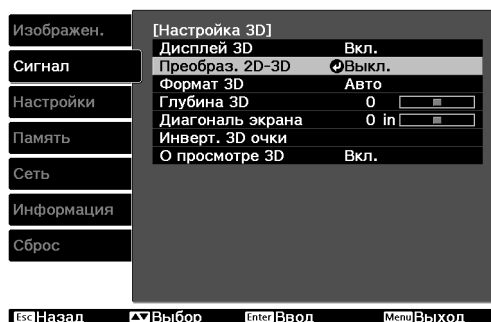 Изображен.
Сигнал
Настройки
Память
Сеть
Информация
Сброс
[Настройка 3D]
Дисплей 3D Вкл.
Преобраз. 2D-3D Выкл.
Формат 3D Авто
Глубина 3D 0
Диагональ экрана 0 in
Инверт. 3D очки
О просмотре 3D Вкл.
Esc Назад Выбор Enter Ввод Menu Выход